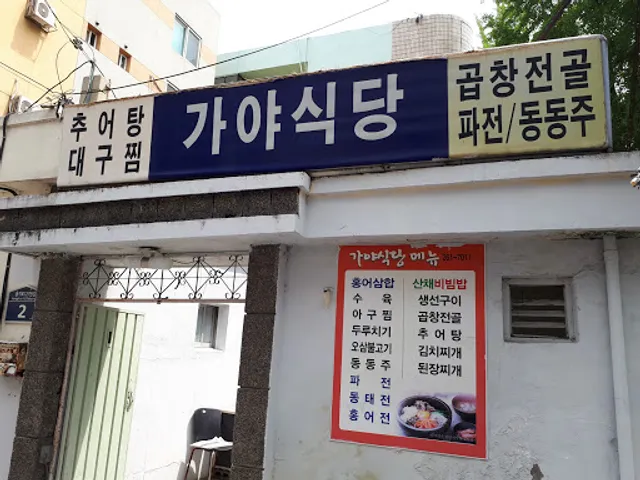 추어탕
대구찜
가야식당
곱창전골
파전/동동주
가야식당 메뉴 361-7011
홍어삼합
수육
아구찜
두루치기
오삼불고기
동동주
파전
동태전
홍어전
산채비빔밥
생선구이
곱창전골
추어탕
김치찌개
된장찌개
2